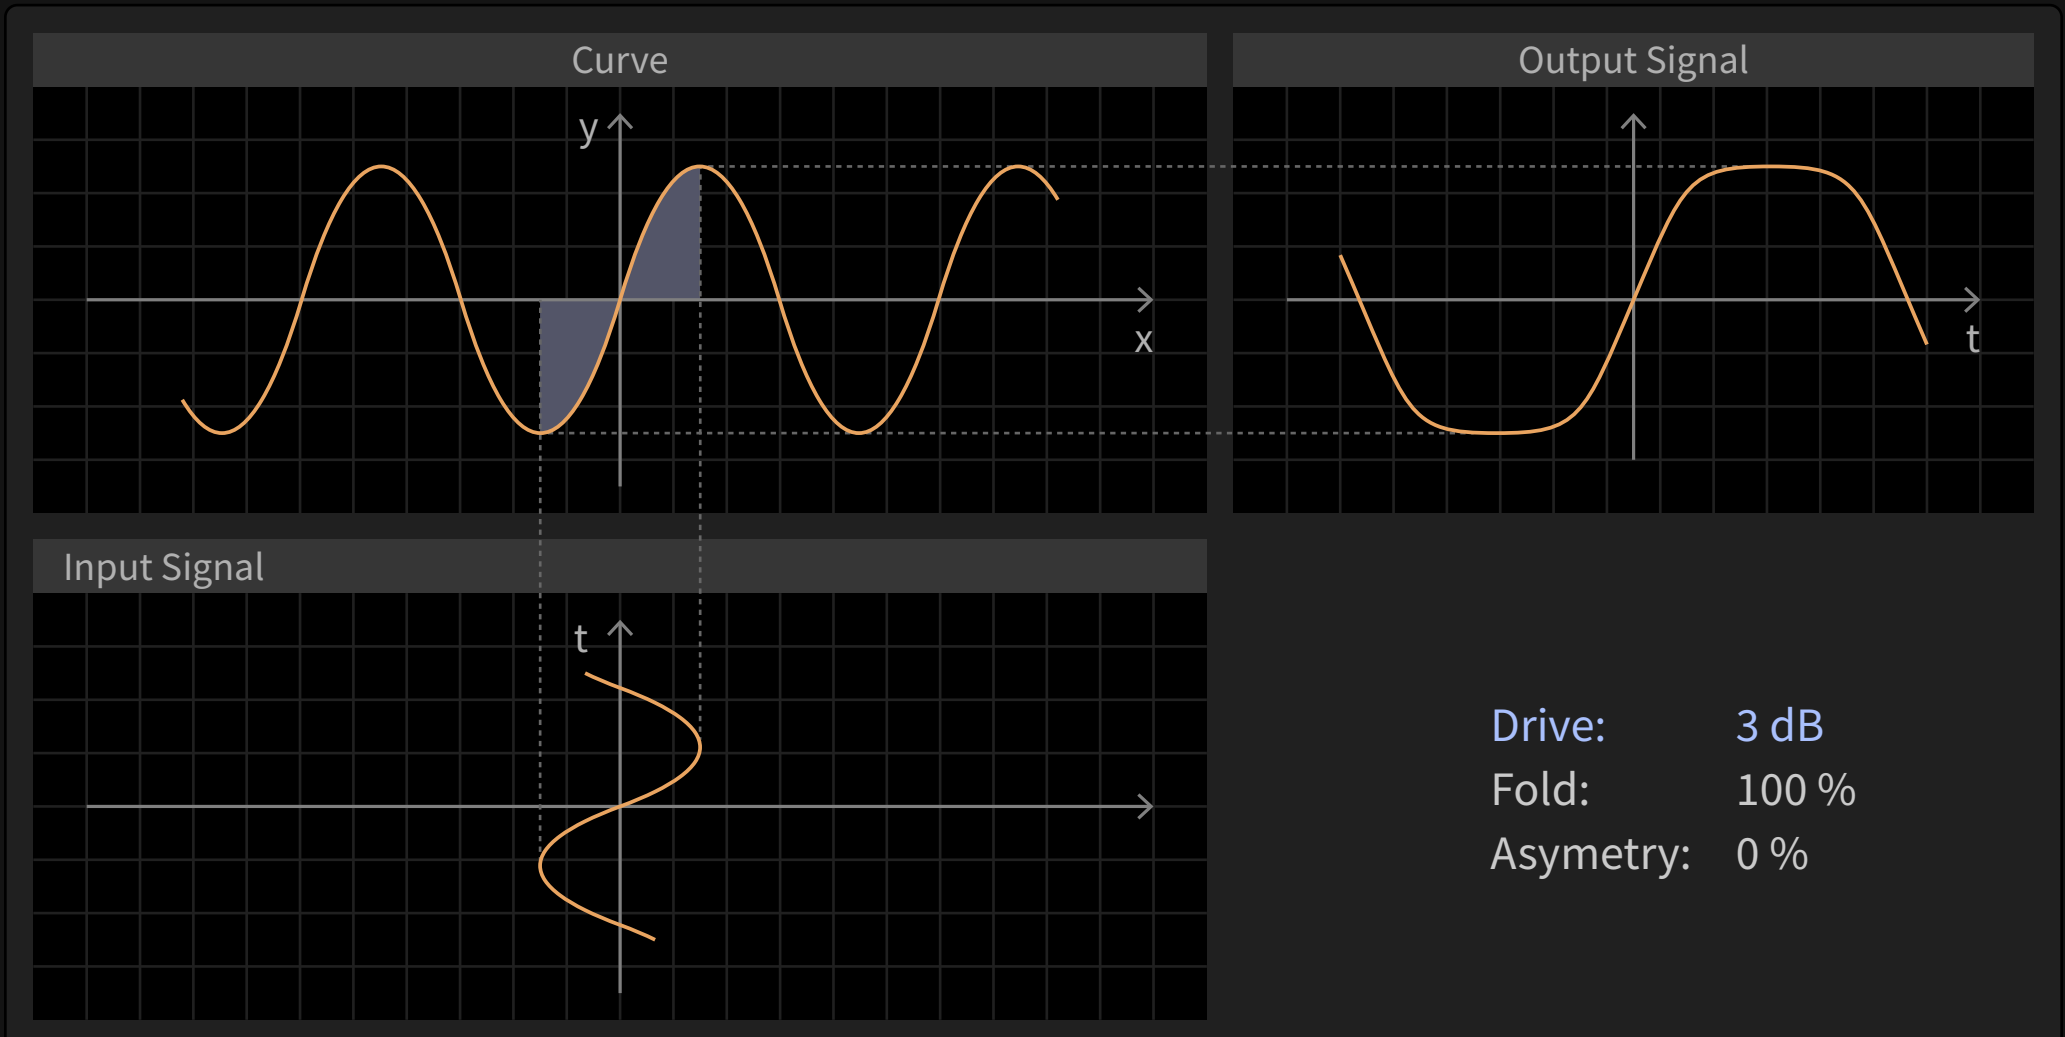 Curve
Output Signal
y
x
t
Input Signal
t
Drive: 3 dB
Fold: 100 %
Asymetry: 0 %